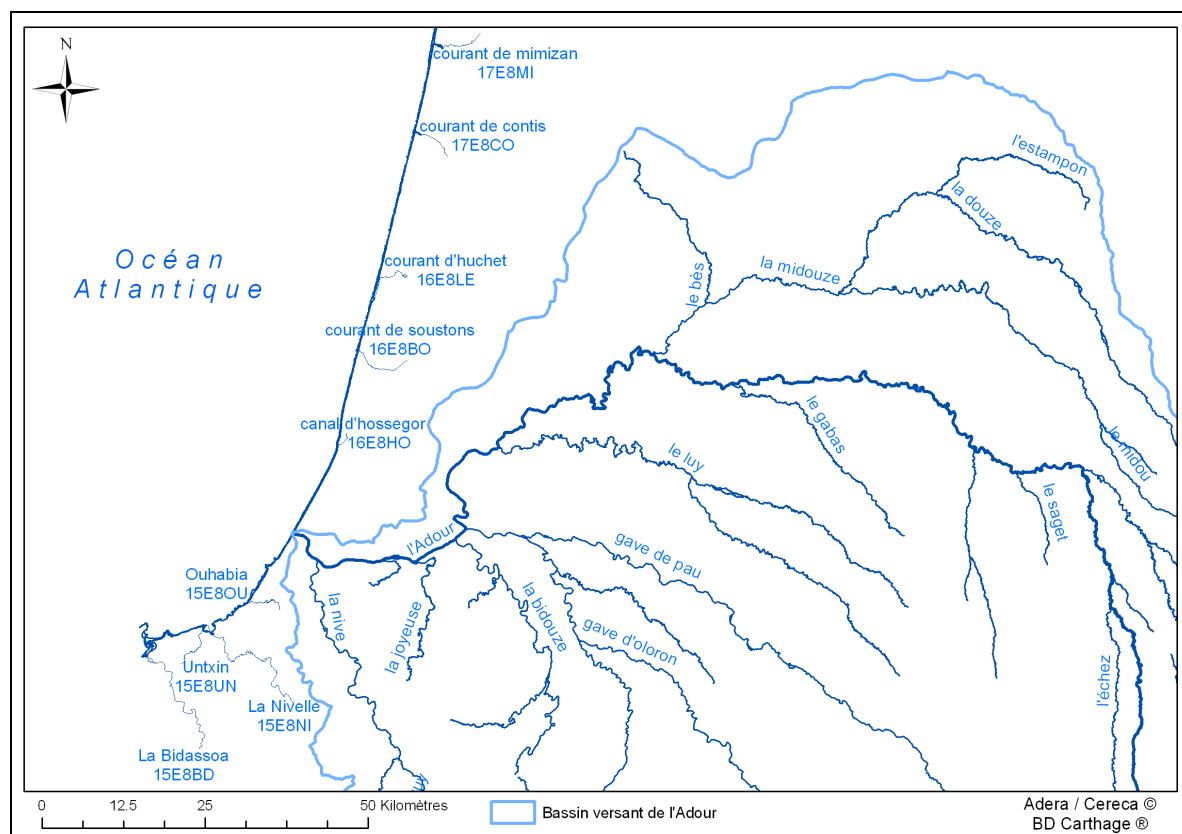 N
courant de mimizan
17E8MI
courant de contis
17E8CO
l'estampon
la douze
Océan
Atlantique
courant d'huchet
16E8LE
la midouze
le bès
courant de soustons
16E8BO
canal d'hossegor
16E8HO
le gabas
le luy
le midou
le saget
l'Adour
gave de pau
Ouhabia
15E8OU
la nive
la joyeuse
la bidouze
gave d'oloron
Untxin
15E8UN
La Nivelle
15E8NI
l'échez
La Bidassoa
15E8BD
0 12.5 25 50 Kilomètres
Bassin versant de l'Adour
Adera / Cereca ©
BD Carthage ®